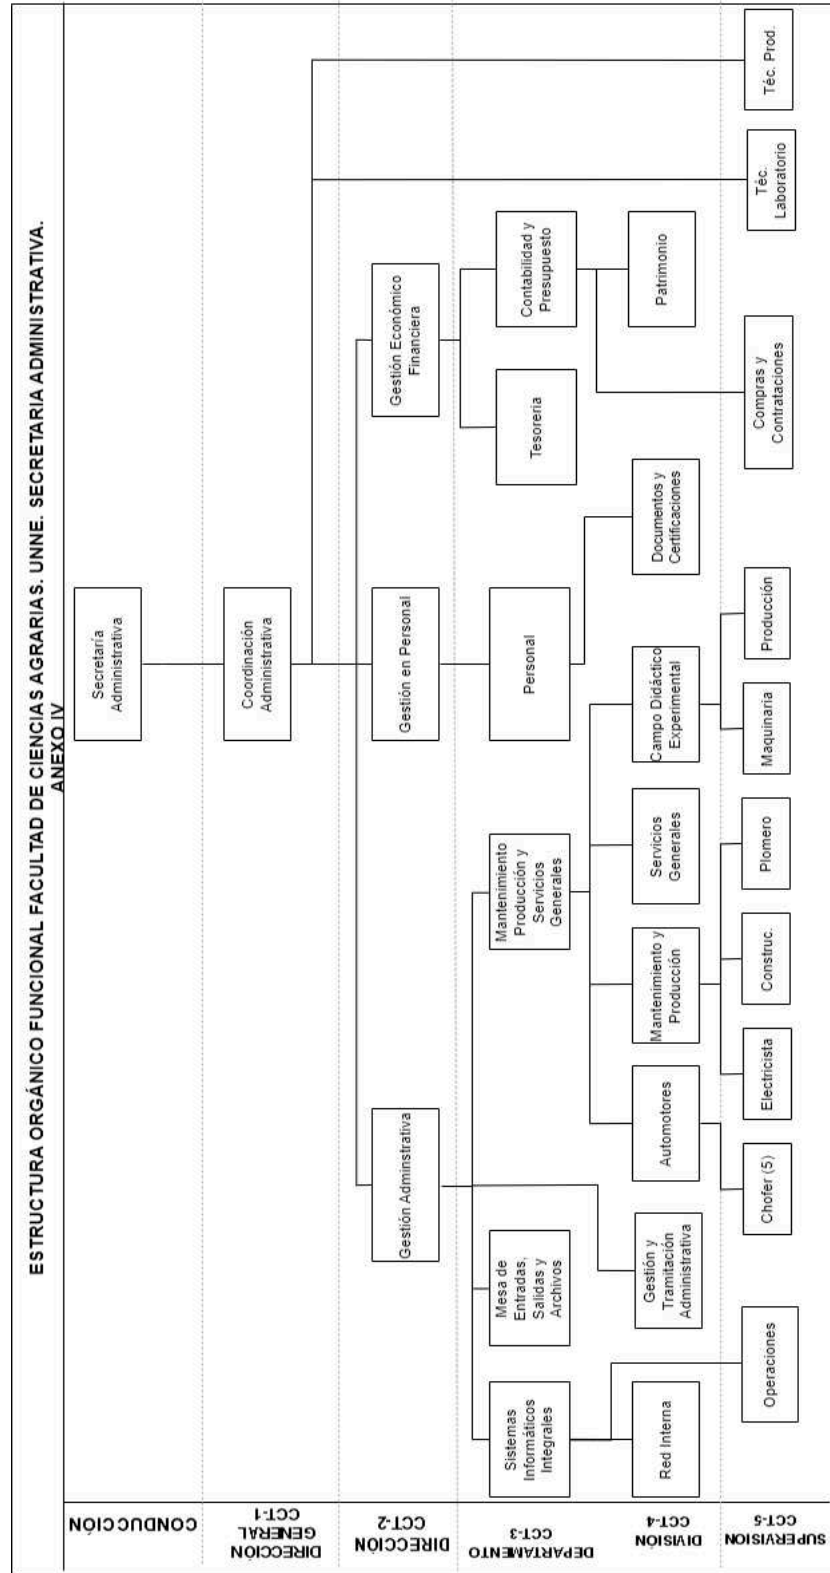 ESTRUCTURA ORGÁNICO FUNCIONAL FACULTAD DE CIENCIAS AGRARIAS. UNNE. SECRETARIA ADMINISTRATIVA.
ANEXO IV
CONDUCCIÓN
Secretaría
Administrativa
DIRECCIÓN
GENERAL
CCT-1
Coordinación
Administrativa
DIRECCIÓN
CCT-2
Gestión Adminstrativa
Gestión en Personal
Gestión Económico
Financiera
DEPARTAMENTO
CCT-3
Sistemas
Informáticos
Integrales
Mesa de
Entradas,
Salidas y
Archivos
Mantenimiento
Producción y
Servicios
Generales
Personal
Tesoreria
Contabilidad y
Presupuesto
DIVISIÓN
CCT-4
Red Interna
Gestión y
Tramitación
Administrativa
Automotores
Mantenimiento y
Producción
Servicios
Generales
Campo Didáctico
Experimental
Documentos y
Certificaciones
Patrimonio
SUPERVISION
CCT-5
Operaciones
Chofer (5)
Electricista
Construc.
Plomero
Maquinaria
Producción
Compras y
Contrataciones
Téc.
Laboratorio
Téc. Prod.